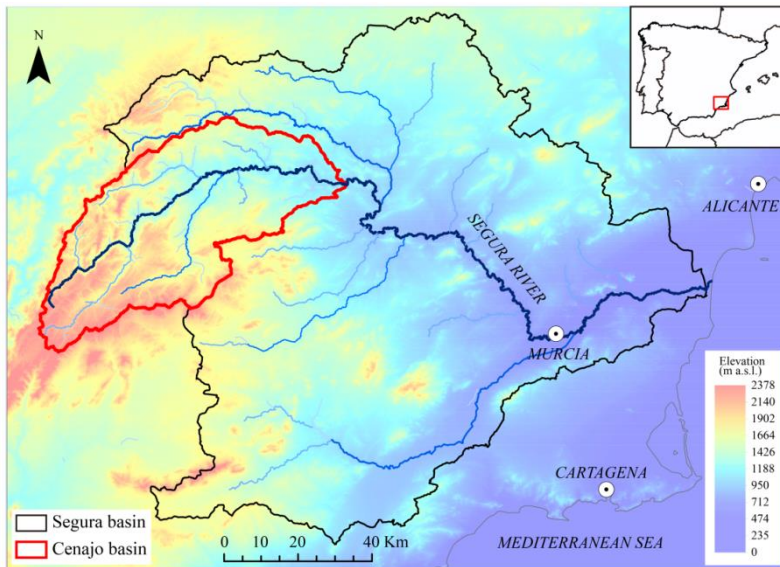 N
ALICANTE
SEGURA RIVER
MURCIA
Elevation
(m a.s.l.)
2378
2140
1902
1664
1426
1188
950
712
474
235
0
CARTAGENA
Segura basin
Cenajo basin
0 10 20 30 40 Km
MEDITERRANEAN SEA